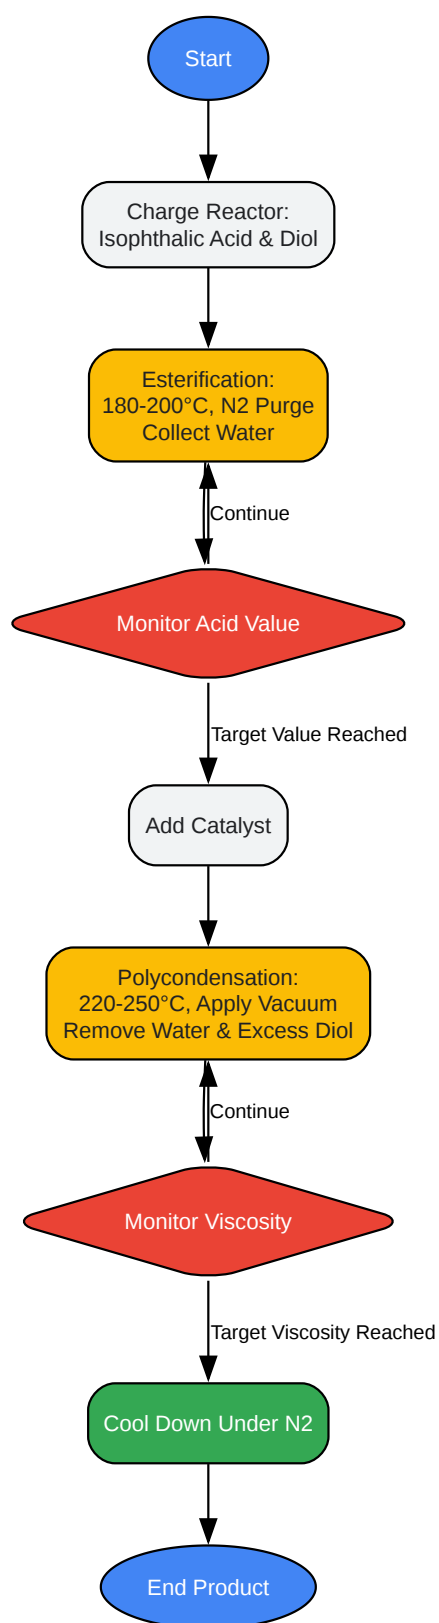 Start
Charge Reactor:
Isophthalic Acid & Diol
Esterification:
180-200°C, N2 Purge
Collect Water
Continue
Monitor Acid Value
Target Value Reached
Add Catalyst
Polycondensation:
220-250°C, Apply Vacuum
Remove Water & Excess Diol
Continue
Monitor Viscosity
Target Viscosity Reached
Cool Down Under N2
End Product